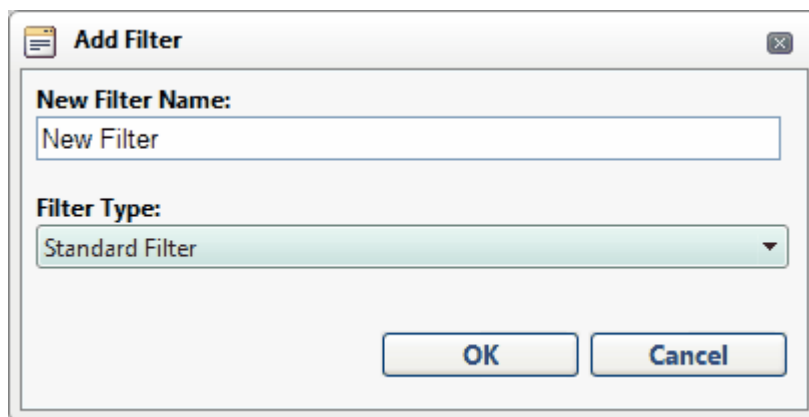 Add Filter
New Filter Name:
New Filter
Filter Type:
Standard Filter
OK Cancel